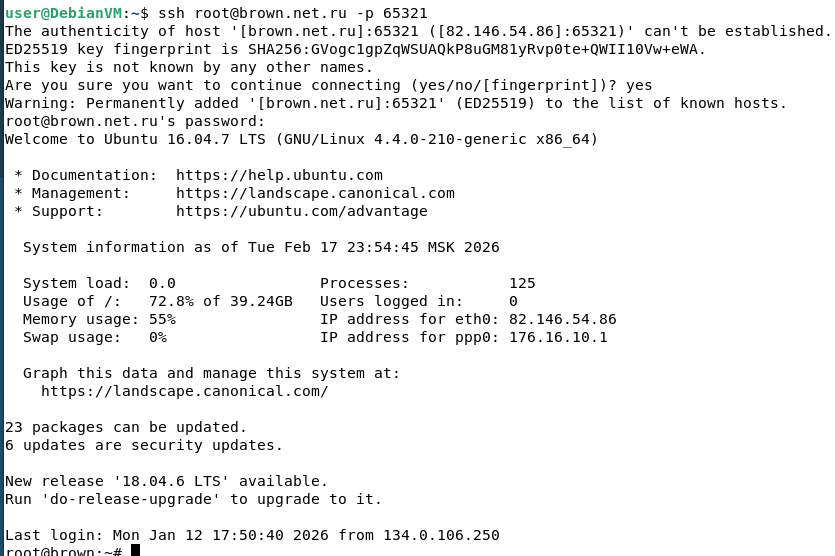 user@DebianVM:~$ ssh root@brown.net.ru -p 65321
The authenticity of host '[brown.net.ru]:65321 ([82.146.54.86]:65321)' can't be established.
ED25519 key fingerprint is SHA256:GVogc1gpZqWSUAQkP8uGM81yRvp0te+QWII10Vw+eWA.
This key is not known by any other names.
Are you sure you want to continue connecting (yes/no/[fingerprint])? yes
Warning: Permanently added '[brown.net.ru]:65321' (ED25519) to the list of known hosts.
root@brown.net.ru's password:
Welcome to Ubuntu 16.04.7 LTS (GNU/Linux 4.4.0-210-generic x86_64)

 * Documentation:  https://help.ubuntu.com
 * Management:     https://landscape.canonical.com
 * Support:        https://ubuntu.com/advantage

  System information as of Tue Feb 17 23:54:45 MSK 2026

  System load:  0.0                Processes:           125
  Usage of /:   72.8% of 39.24GB   Users logged in:     0
  Memory usage: 55%                IP address for eth0: 82.146.54.86
  Swap usage:   0%                 IP address for ppp0: 176.16.10.1

  Graph this data and manage this system at:
    https://landscape.canonical.com/

23 packages can be updated.
6 updates are security updates.

New release '18.04.6 LTS' available.
Run 'do-release-upgrade' to upgrade to it.

Last login: Mon Jan 12 17:50:40 2026 from 134.0.106.250
root@brown:~#